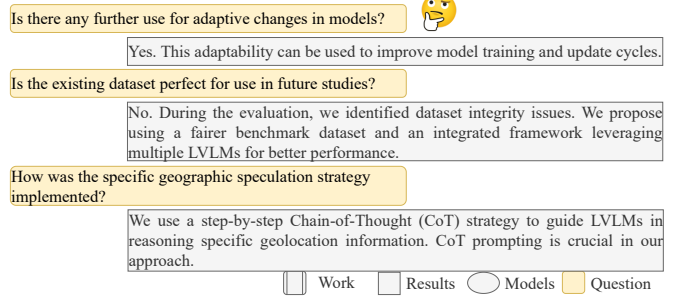 Is there any further use for adaptive changes in models?
Yes. This adaptability can be used to improve model training and update cycles.
Is the existing dataset perfect for use in future studies?
No. During the evaluation, we identified dataset integrity issues. We propose
using a fairer benchmark dataset and an integrated framework leveraging
multiple LVLMs for better performance.
How was the specific geographic speculation strategy
implemented?
We use a step-by-step Chain-of-Thought (CoT) strategy to guide LVLMs in
reasoning specific geolocation information. CoT prompting is crucial in our
approach.
Work Results Models Question